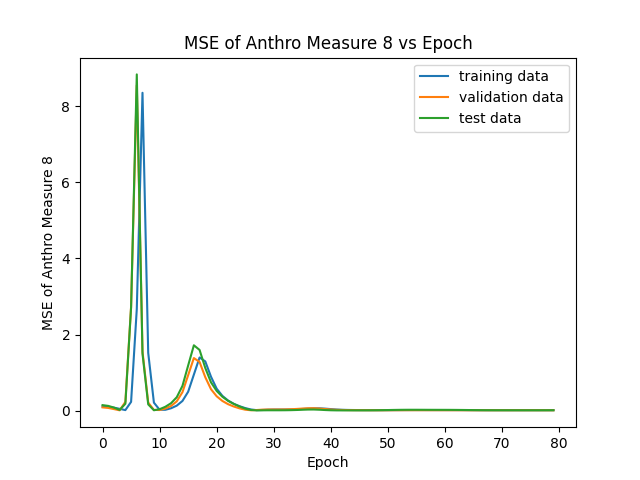 MSE of Anthro Measure 8 vs Epoch
training data
validation data
test data
MSE of Anthro Measure 8
8
6
4
2
0
0 10 20 30 40 50 60 70 80
Epoch